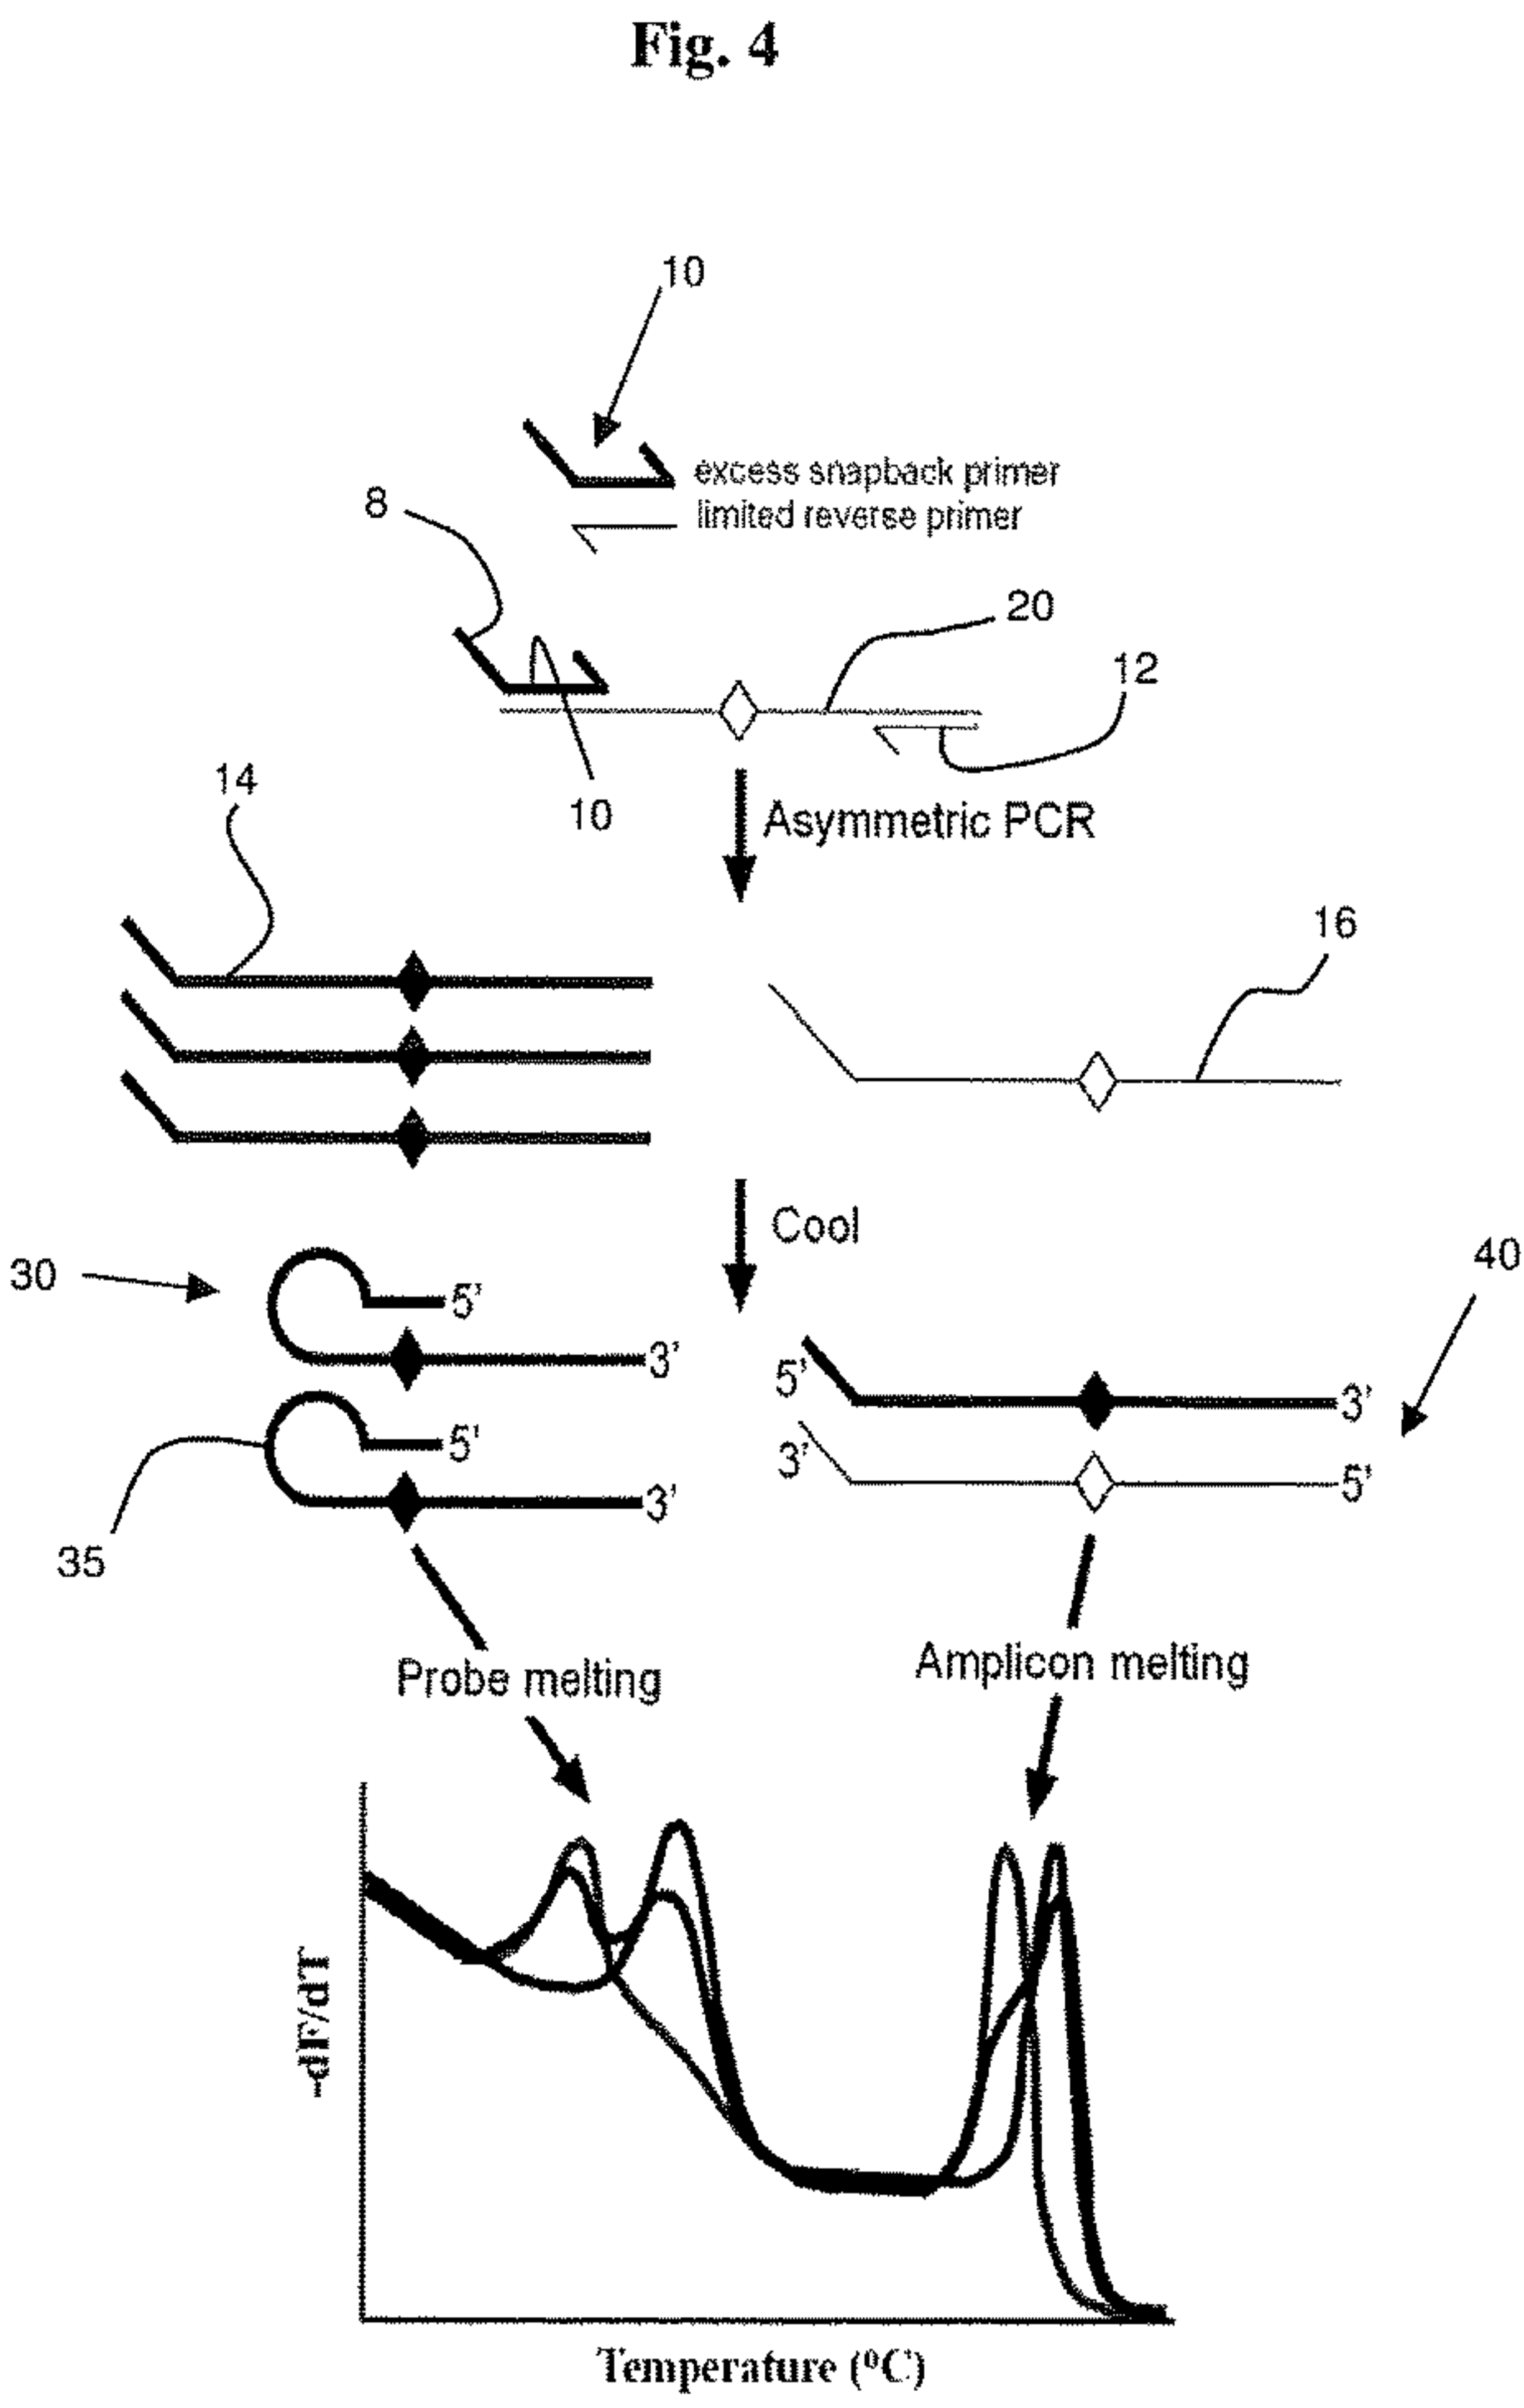 Fig. 4
10
excess snapback primer
limited reverse primer
8
20
12
10
14
Asymmetric PCR
16
Cool
30
40
5'
3'
5'
3'
5'
3'
3'
5'
35
Probe melting
Amplicon melting
-dF/dT
Temperature (⁰C)